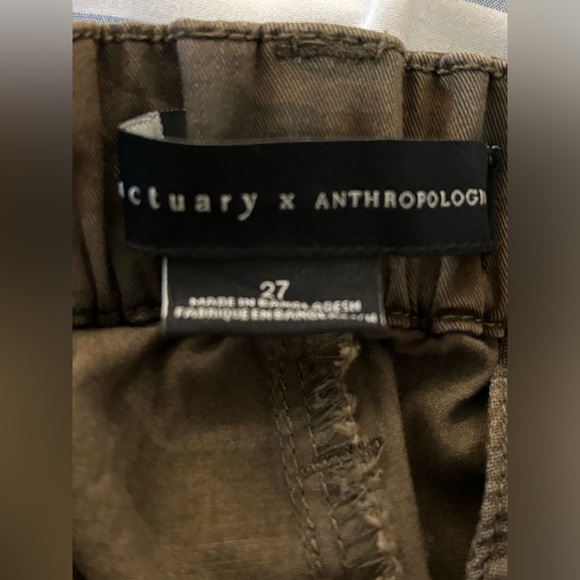 ctuary x ANTHROPOLOGI
27
MADE IN BANGLADESH
FABRIQUE EN BANGLADESH